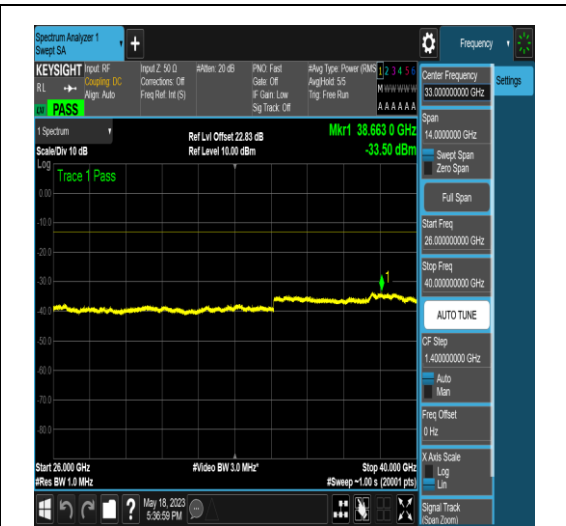 Spectrum Analyzer 1
Swept SA
+
Frequency
KEYSIGHT Input: RF Input Z: 50 Ω #Atten: 20 dB PNO: Fast #Avg Type: Power (RMS 1 2 3 4 5 6
RL Coupling: DC Corrections: Off Gate: Off Avg|Hold: 5/5 M W W W W W
Align: Auto Freq Ref: Int (S) IF Gain: Low Trig: Free Run
PASS Sig Track: Off A A A A A A
1 Spectrum
Scale/Div 10 dB
Ref Lvl Offset 22.83 dB
Ref Level 10.00 dBm
Mkr1 38.663 0 GHz
-33.50 dBm
Log
Trace 1 Pass
0.00
-10.0
-20.0
-30.0
-40.0
-50.0
-60.0
-70.0
-80.0
1
Start 26.000 GHz #Video BW 3.0 MHz* Stop 40.000 GHz
#Res BW 1.0 MHz #Sweep ~1.00 s (20001 pts)
? May 18, 2023
5:36:59 PM
Center Frequency
33.000000000 GHz
Settings
Span
14.0000000 GHz
Swept Span
Zero Span
Full Span
Start Freq
26.000000000 GHz
Stop Freq
40.000000000 GHz
AUTO TUNE
CF Step
1.400000000 GHz
Auto
Man
Freq Offset
0 Hz
X Axis Scale
Log
Lin
Signal Track
(Span Zoom)